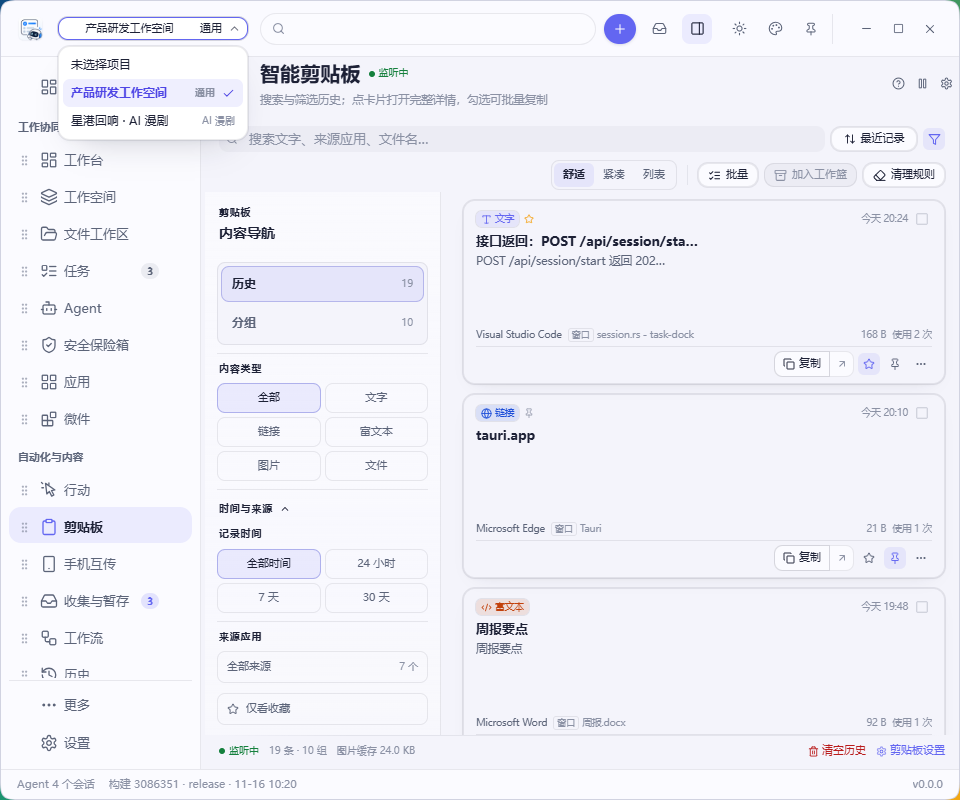 产品研发工作空间 通用
未选择项目
产品研发工作空间 通用
星港回响 · AI 漫剧 AI 漫剧
智能剪贴板 监听中
搜索与筛选历史；点卡片打开完整详情，勾选可批量复制
搜索文字、来源应用、文件名...
最近记录
舒适 紧凑 列表 批量 加入工作篮 清理规则
工作协同
工作台
工作空间
文件工作区
任务 3
Agent
安全保险箱
应用
微件
自动化与内容
行动
剪贴板
手机互传
收集与暂存 3
工作流
历史
更多
设置
剪贴板
内容导航
历史 19
分组 10
内容类型
全部 文字
链接 富文本
图片 文件
时间与来源
记录时间
全部时间 24 小时
7 天 30 天
来源应用
全部来源 7 个
仅看收藏
文字 今天 20:24
接口返回：POST /api/session/sta...
POST /api/session/start 返回 202...
Visual Studio Code 窗口 session.rs - task-dock 168 B 使用 2 次
复制
链接 今天 20:10
tauri.app
Microsoft Edge 窗口 Tauri 21 B 使用 1 次
复制
富文本 今天 19:48
周报要点
周报要点
Microsoft Word 窗口 周报.docx 92 B 使用 1 次
监听中 19 条 · 10 组 图片缓存 24.0 KB 清空历史 剪贴板设置
Agent 4 个会话 构建 3086351 · release · 11-16 10:20 v0.0.0